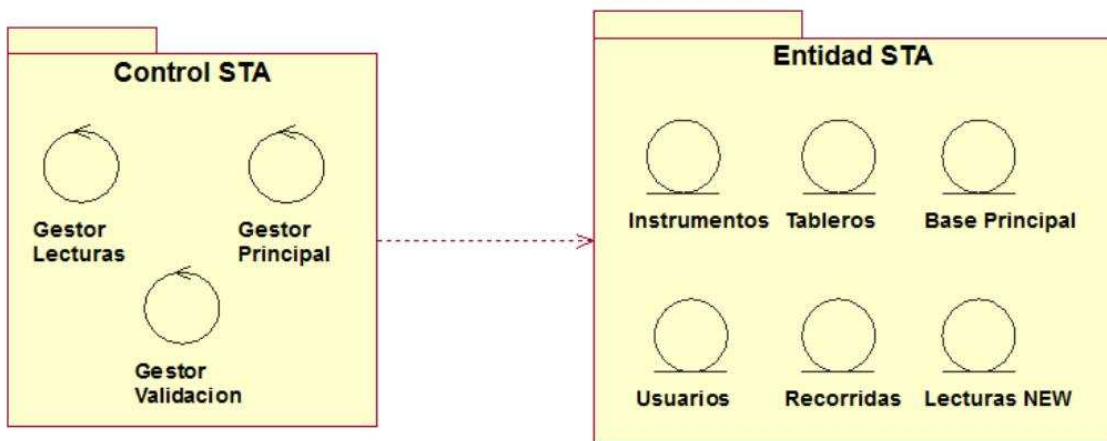 Control STA
Gestor
Lecturas
Gestor
Principal
Gestor
Validacion
Entidad STA
Instrumentos
Tableros
Base Principal
Usuarios
Recorridas
Lecturas NEW